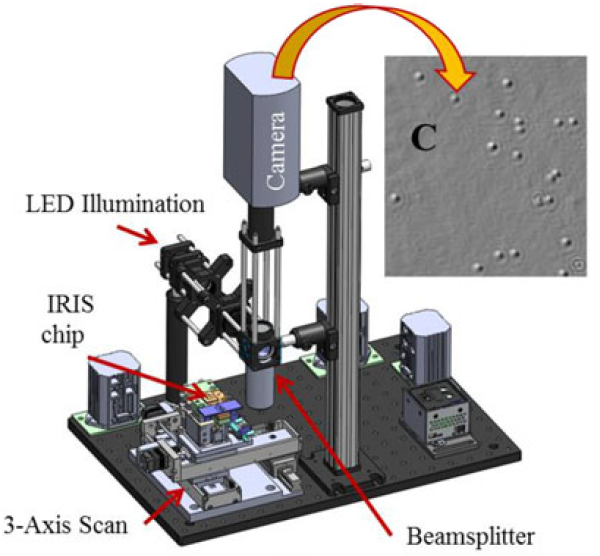 Camera
C
LED Illumination
IRIS
chip
3-Axis Scan
Beamsplitter